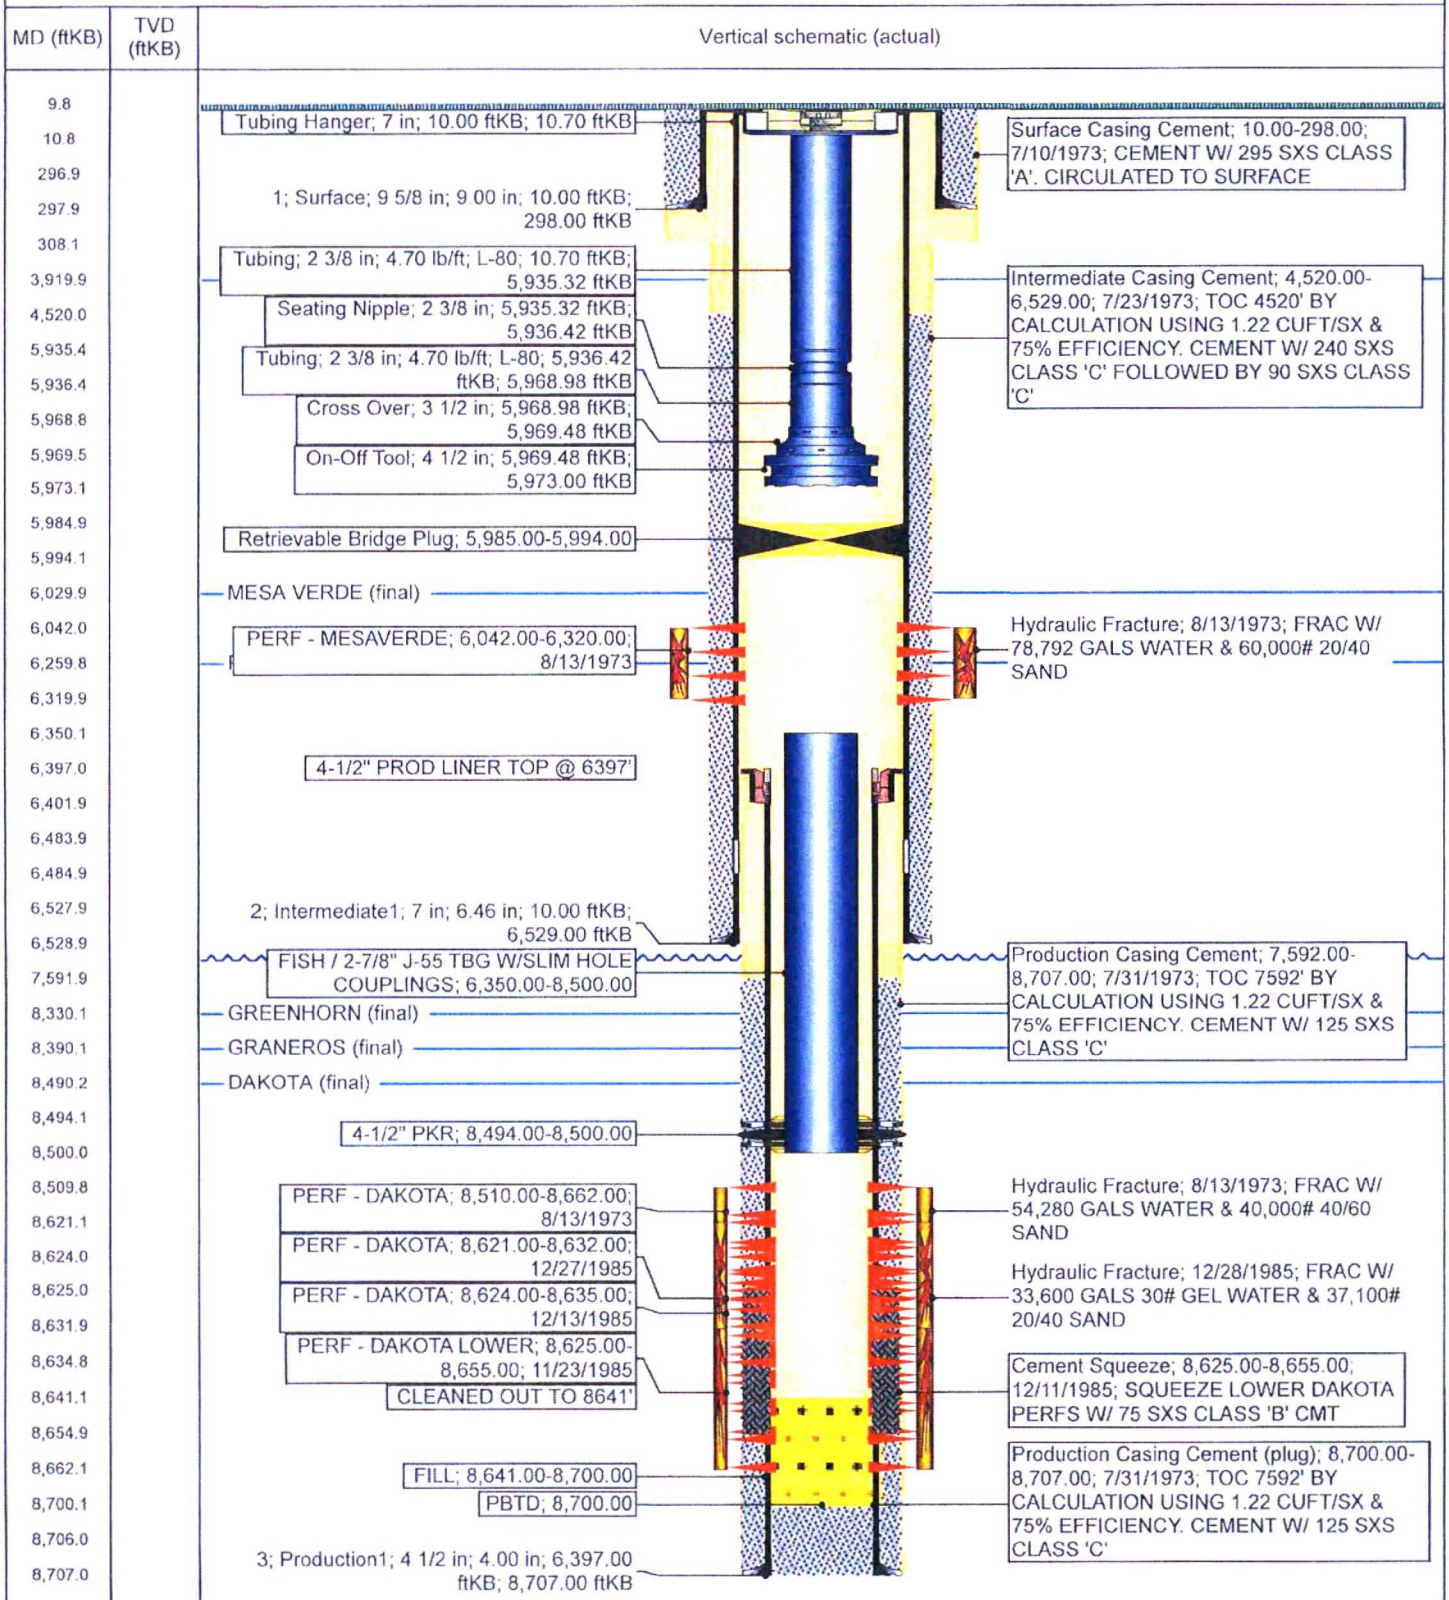 MD (ftKB)
TVD
(ftKB)
Vertical schematic (actual)
9.8
10.8
296.9
297.9
308.1
3,919.9
4,520.0
5,935.4
5,936.4
5,968.8
5,969.5
5,973.1
5,984.9
5,994.1
6,029.9
6,042.0
6,259.8
6,319.9
6,350.1
6,397.0
6,401.9
6,483.9
6,484.9
6,527.9
6,528.9
7,591.9
8,330.1
8,390.1
8,490.2
8,494.1
8,500.0
8,509.8
8,621.1
8,624.0
8,625.0
8,631.9
8,634.8
8,641.1
8,654.9
8,662.1
8,700.1
8,706.0
8,707.0
Tubing Hanger; 7 in; 10.00 ftKB; 10.70 ftKB
1; Surface; 9 5/8 in; 9.00 in; 10.00 ftKB;
298.00 ftKB
Tubing; 2 3/8 in; 4.70 lb/ft; L-80; 10.70 ftKB;
5,935.32 ftKB
Seating Nipple; 2 3/8 in; 5,935.32 ftKB;
5,936.42 ftKB
Tubing; 2 3/8 in; 4.70 lb/ft; L-80; 5,936.42
ftKB; 5,968.98 ftKB
Cross Over; 3 1/2 in; 5,968.98 ftKB;
5,969.48 ftKB
On-Off Tool; 4 1/2 in; 5,969.48 ftKB;
5,973.00 ftKB
Retrievable Bridge Plug; 5,985.00-5,994.00
MESA VERDE (final)
PERF - MESAVERDE; 6,042.00-6,320.00;
8/13/1973
4-1/2" PROD LINER TOP @ 6397'
2; Intermediate1; 7 in; 6.46 in; 10.00 ftKB;
6,529.00 ftKB
FISH / 2-7/8" J-55 TBG W/SLIM HOLE
COUPLINGS; 6,350.00-8,500.00
GREENHORN (final)
GRANEROS (final)
DAKOTA (final)
4-1/2" PKR; 8,494.00-8,500.00
PERF - DAKOTA; 8,510.00-8,662.00;
8/13/1973
PERF - DAKOTA; 8,621.00-8,632.00;
12/27/1985
PERF - DAKOTA; 8,624.00-8,635.00;
12/13/1985
PERF - DAKOTA LOWER; 8,625.00-
8,655.00; 11/23/1985
CLEANED OUT TO 8641'
FILL; 8,641.00-8,700.00
PBTD; 8,700.00
3; Production1; 4 1/2 in; 4.00 in; 6,397.00
ftKB; 8,707.00 ftKB
Surface Casing Cement; 10.00-298.00;
7/10/1973; CEMENT W/ 295 SXS CLASS
'A'. CIRCULATED TO SURFACE
Intermediate Casing Cement; 4,520.00-
6,529.00; 7/23/1973; TOC 4520' BY
CALCULATION USING 1.22 CUFT/SX &
75% EFFICIENCY. CEMENT W/ 240 SXS
CLASS 'C' FOLLOWED BY 90 SXS CLASS
'C'
Hydraulic Fracture; 8/13/1973; FRAC W/
78,792 GALS WATER & 60,000# 20/40
SAND
Production Casing Cement; 7,592.00-
8,707.00; 7/31/1973; TOC 7592' BY
CALCULATION USING 1.22 CUFT/SX &
75% EFFICIENCY. CEMENT W/ 125 SXS
CLASS 'C'
Hydraulic Fracture; 8/13/1973; FRAC W/
54,280 GALS WATER & 40,000# 40/60
SAND
Hydraulic Fracture; 12/28/1985; FRAC W/
33,600 GALS 30# GEL WATER & 37,100#
20/40 SAND
Cement Squeeze; 8,625.00-8,655.00;
12/11/1985; SQUEEZE LOWER DAKOTA
PERFS W/ 75 SXS CLASS 'B' CMT
Production Casing Cement (plug); 8,700.00-
8,707.00; 7/31/1973; TOC 7592' BY
CALCULATION USING 1.22 CUFT/SX &
75% EFFICIENCY. CEMENT W/ 125 SXS
CLASS 'C'